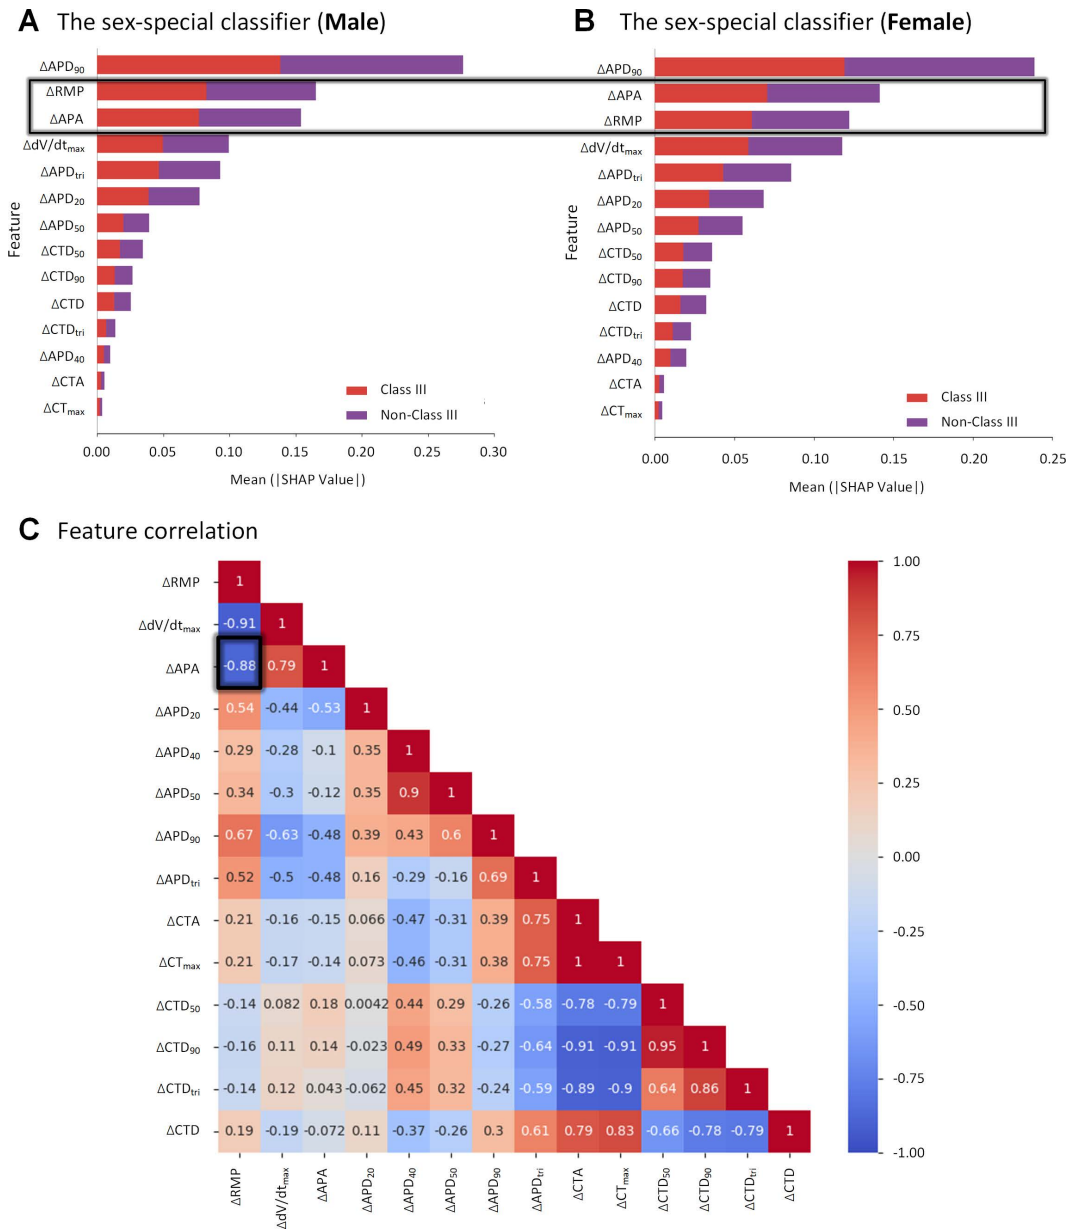 A The sex-special classifier (Male)
ΔAPD₉₀
ΔRMP
ΔAPA
ΔdV/dtₘₐₓ
ΔAPDₜᵣᵢ
ΔAPD₂₀
ΔAPD₅₀
ΔCTD₅₀
ΔCTD₉₀
ΔCTD
ΔCTDₜᵣᵢ
ΔAPD₄₀
ΔCTA
ΔCTₘₐₓ
Feature
Class III
Non-Class III
0.00 0.05 0.10 0.15 0.20 0.25 0.30
Mean (|SHAP Value|)
B The sex-special classifier (Female)
ΔAPD₉₀
ΔAPA
ΔRMP
ΔdV/dtₘₐₓ
ΔAPDₜᵣᵢ
ΔAPD₂₀
ΔAPD₅₀
ΔCTD₅₀
ΔCTD₉₀
ΔCTD
ΔCTDₜᵣᵢ
ΔAPD₄₀
ΔCTA
ΔCTₘₐₓ
Feature
Class III
Non-Class III
0.00 0.05 0.10 0.15 0.20 0.25
Mean (|SHAP Value|)
C Feature correlation
ΔRMP 1
ΔdV/dtₘₐₓ -0.91 1
ΔAPA -0.88 0.79 1
ΔAPD₂₀ 0.54 -0.44 -0.53 1
ΔAPD₄₀ 0.29 -0.28 -0.1 0.35 1
ΔAPD₅₀ 0.34 -0.3 -0.12 0.35 0.9 1
ΔAPD₉₀ 0.67 -0.63 -0.48 0.39 0.43 0.6 1
ΔAPDₜᵣᵢ 0.52 -0.5 -0.48 0.16 -0.29 -0.16 0.69 1
ΔCTA 0.21 -0.16 -0.15 0.066 -0.47 -0.31 0.39 0.75 1
ΔCTₘₐₓ 0.21 -0.17 -0.14 0.073 -0.46 -0.31 0.38 0.75 1 1
ΔCTD₅₀ -0.14 0.082 0.18 0.0042 0.44 0.29 -0.26 -0.58 -0.78 -0.79 1
ΔCTD₉₀ -0.16 0.11 0.14 -0.023 0.49 0.33 -0.27 -0.64 -0.91 -0.91 0.95 1
ΔCTDₜᵣᵢ -0.14 0.12 0.043 -0.062 0.45 0.32 -0.24 -0.59 -0.89 -0.9 0.64 0.86 1
ΔCTD 0.19 -0.19 -0.072 0.11 -0.37 -0.26 0.3 0.61 0.79 0.83 -0.66 -0.78 -0.79 1
ΔRMP ΔdV/dtₘₐₓ ΔAPA ΔAPD₂₀ ΔAPD₄₀ ΔAPD₅₀ ΔAPD₉₀ ΔAPDₜᵣᵢ ΔCTA ΔCTₘₐₓ ΔCTD₅₀ ΔCTD₉₀ ΔCTDₜᵣᵢ ΔCTD
1.00
0.75
0.50
0.25
0.00
-0.25
-0.50
-0.75
-1.00